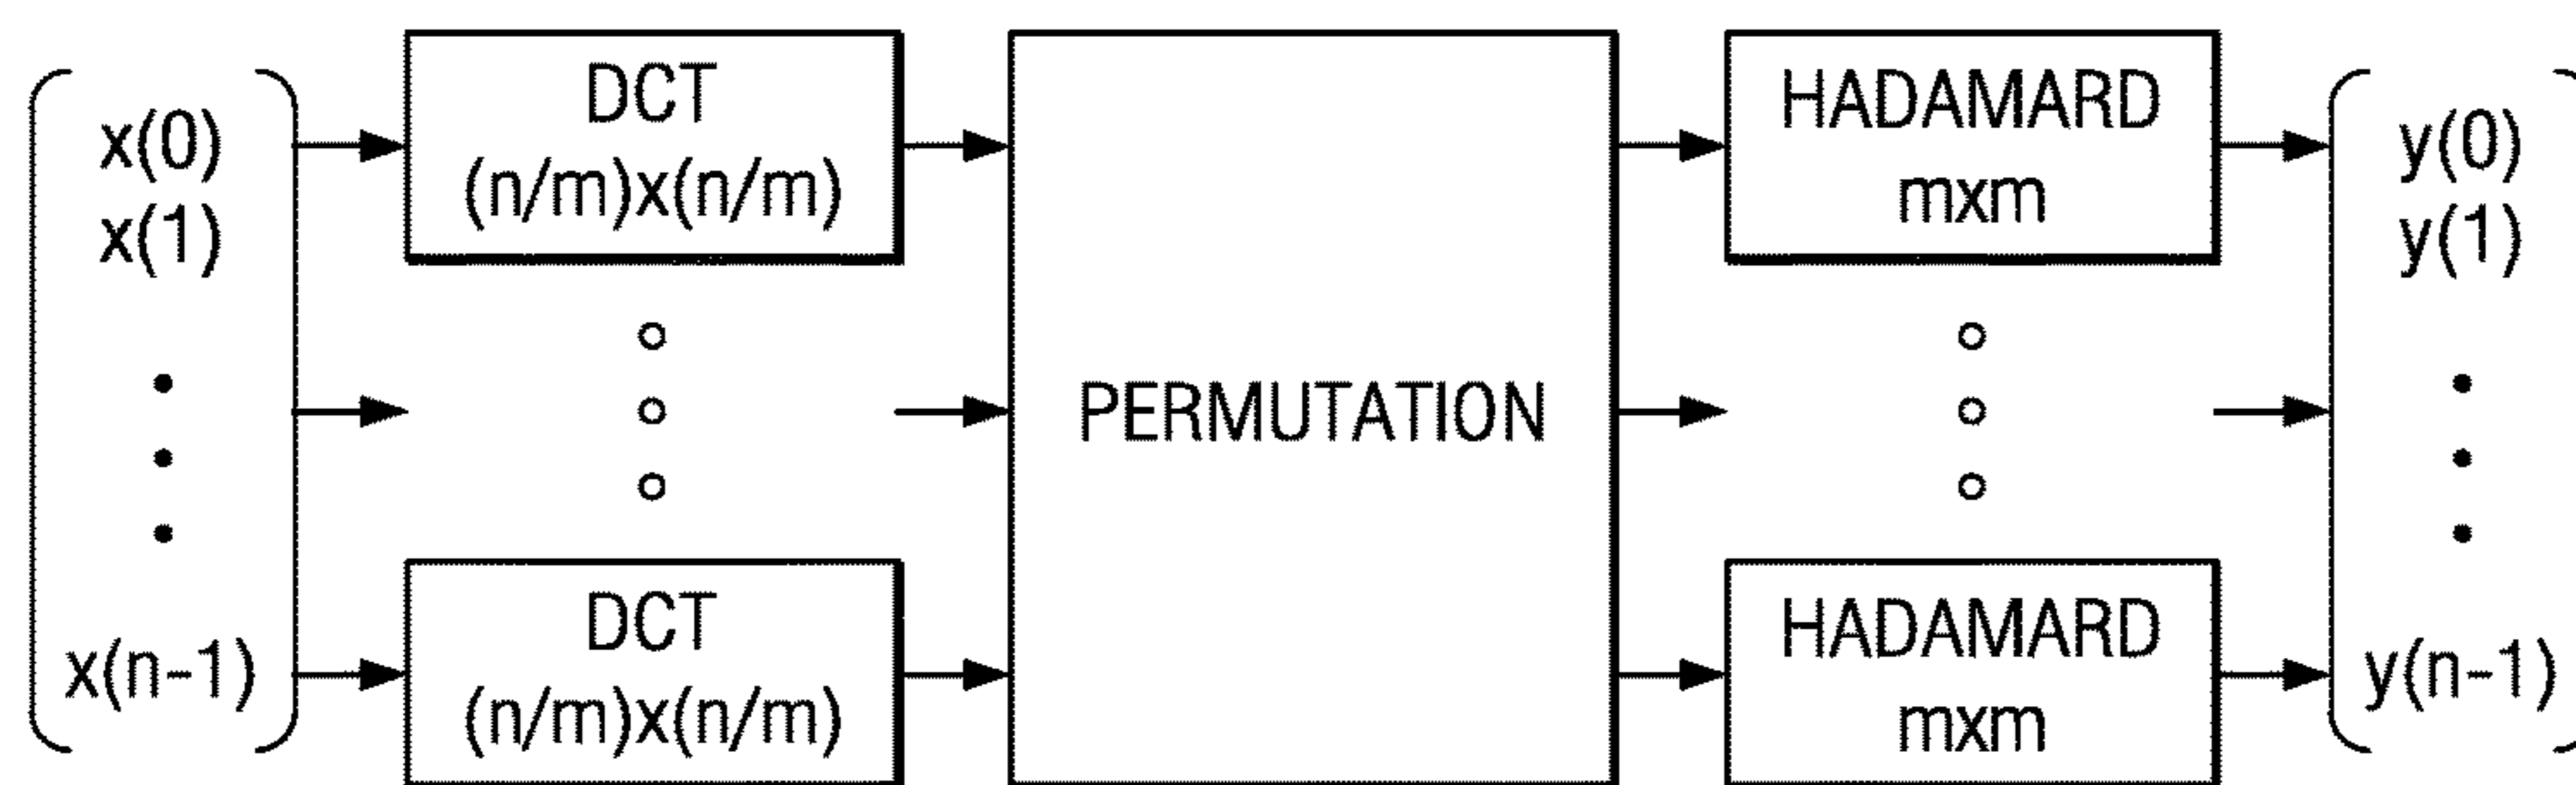 x(0)
x(1)
x(n-1)
DCT
(n/m)x(n/m)
DCT
(n/m)x(n/m)
PERMUTATION
HADAMARD
mxm
HADAMARD
mxm
y(0)
y(1)
y(n-1)